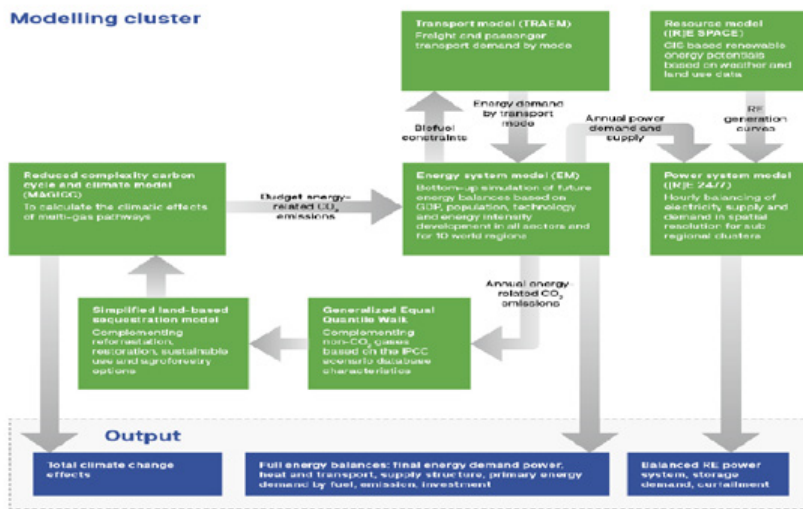 Modelling cluster
Transport model (TRAEM)
Freight and passenger
transport demand by mode
Resource model ([R]E SPACE)
GIS based renewable
energy potentials
based on weather and
land use data
Biofuel
constraints
Energy demand
by transport
mode
Annual power
demand and
supply
RE
generation
curves
Reduced complexity carbon
cycle and climate model
(MAGICC)
To calculate the climatic effects
of multi-gas pathways
Budget energy-
related CO₂
emissions
Energy system model (EM)
Bottom-up simulation of future
energy balances based on
GDP, population, technology
and energy intensity
development in all sectors and
for 10 world regions
Power system model
([R]E 24/7)
Hourly balancing of
electricity supply and
demand in spatial
resolution for sub
regional clusters
Annual energy-
related CO₂
emissions
Simplified land-based
sequestration model
Complementing
reforrestation,
restoration, sustainable
use and agroforestry
options
Generalized Equal
Quantile Walk
Complementing
non-CO₂ gases
based on the IPCC
scenario database
characteristics
Output
Total climate change
effects
Full energy balances: final energy demand power,
heat and transport, supply structure, primary energy
demand by fuel, emission, investment
Balanced RE power
system, storage
demand, curtailment